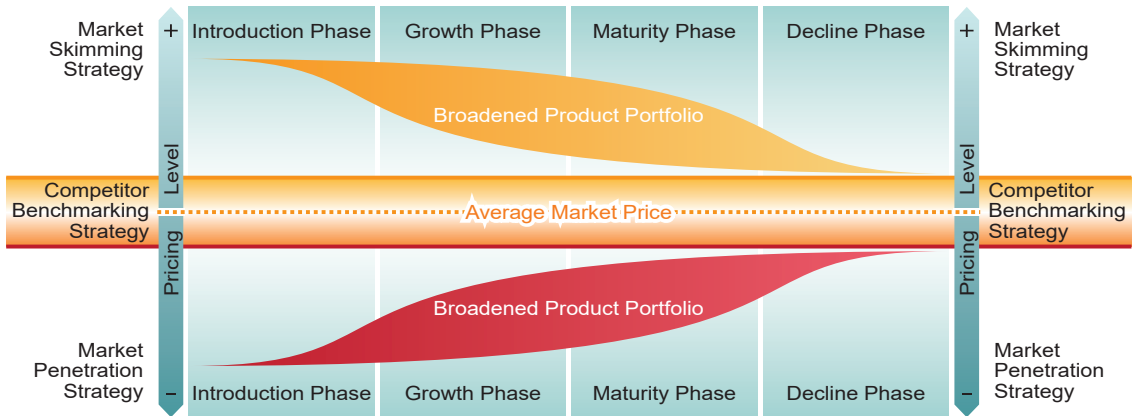 Market
Skimming
Strategy
+
Introduction Phase
Growth Phase
Maturity Phase
Decline Phase
+
Market
Skimming
Strategy
Broadened Product Portfolio
Level
Level
Competitor
Benchmarking
Strategy
Average Market Price
Competitor
Benchmarking
Strategy
Pricing
Pricing
Broadened Product Portfolio
Market
Penetration
Strategy
-
Introduction Phase
Growth Phase
Maturity Phase
Decline Phase
-
Market
Penetration
Strategy